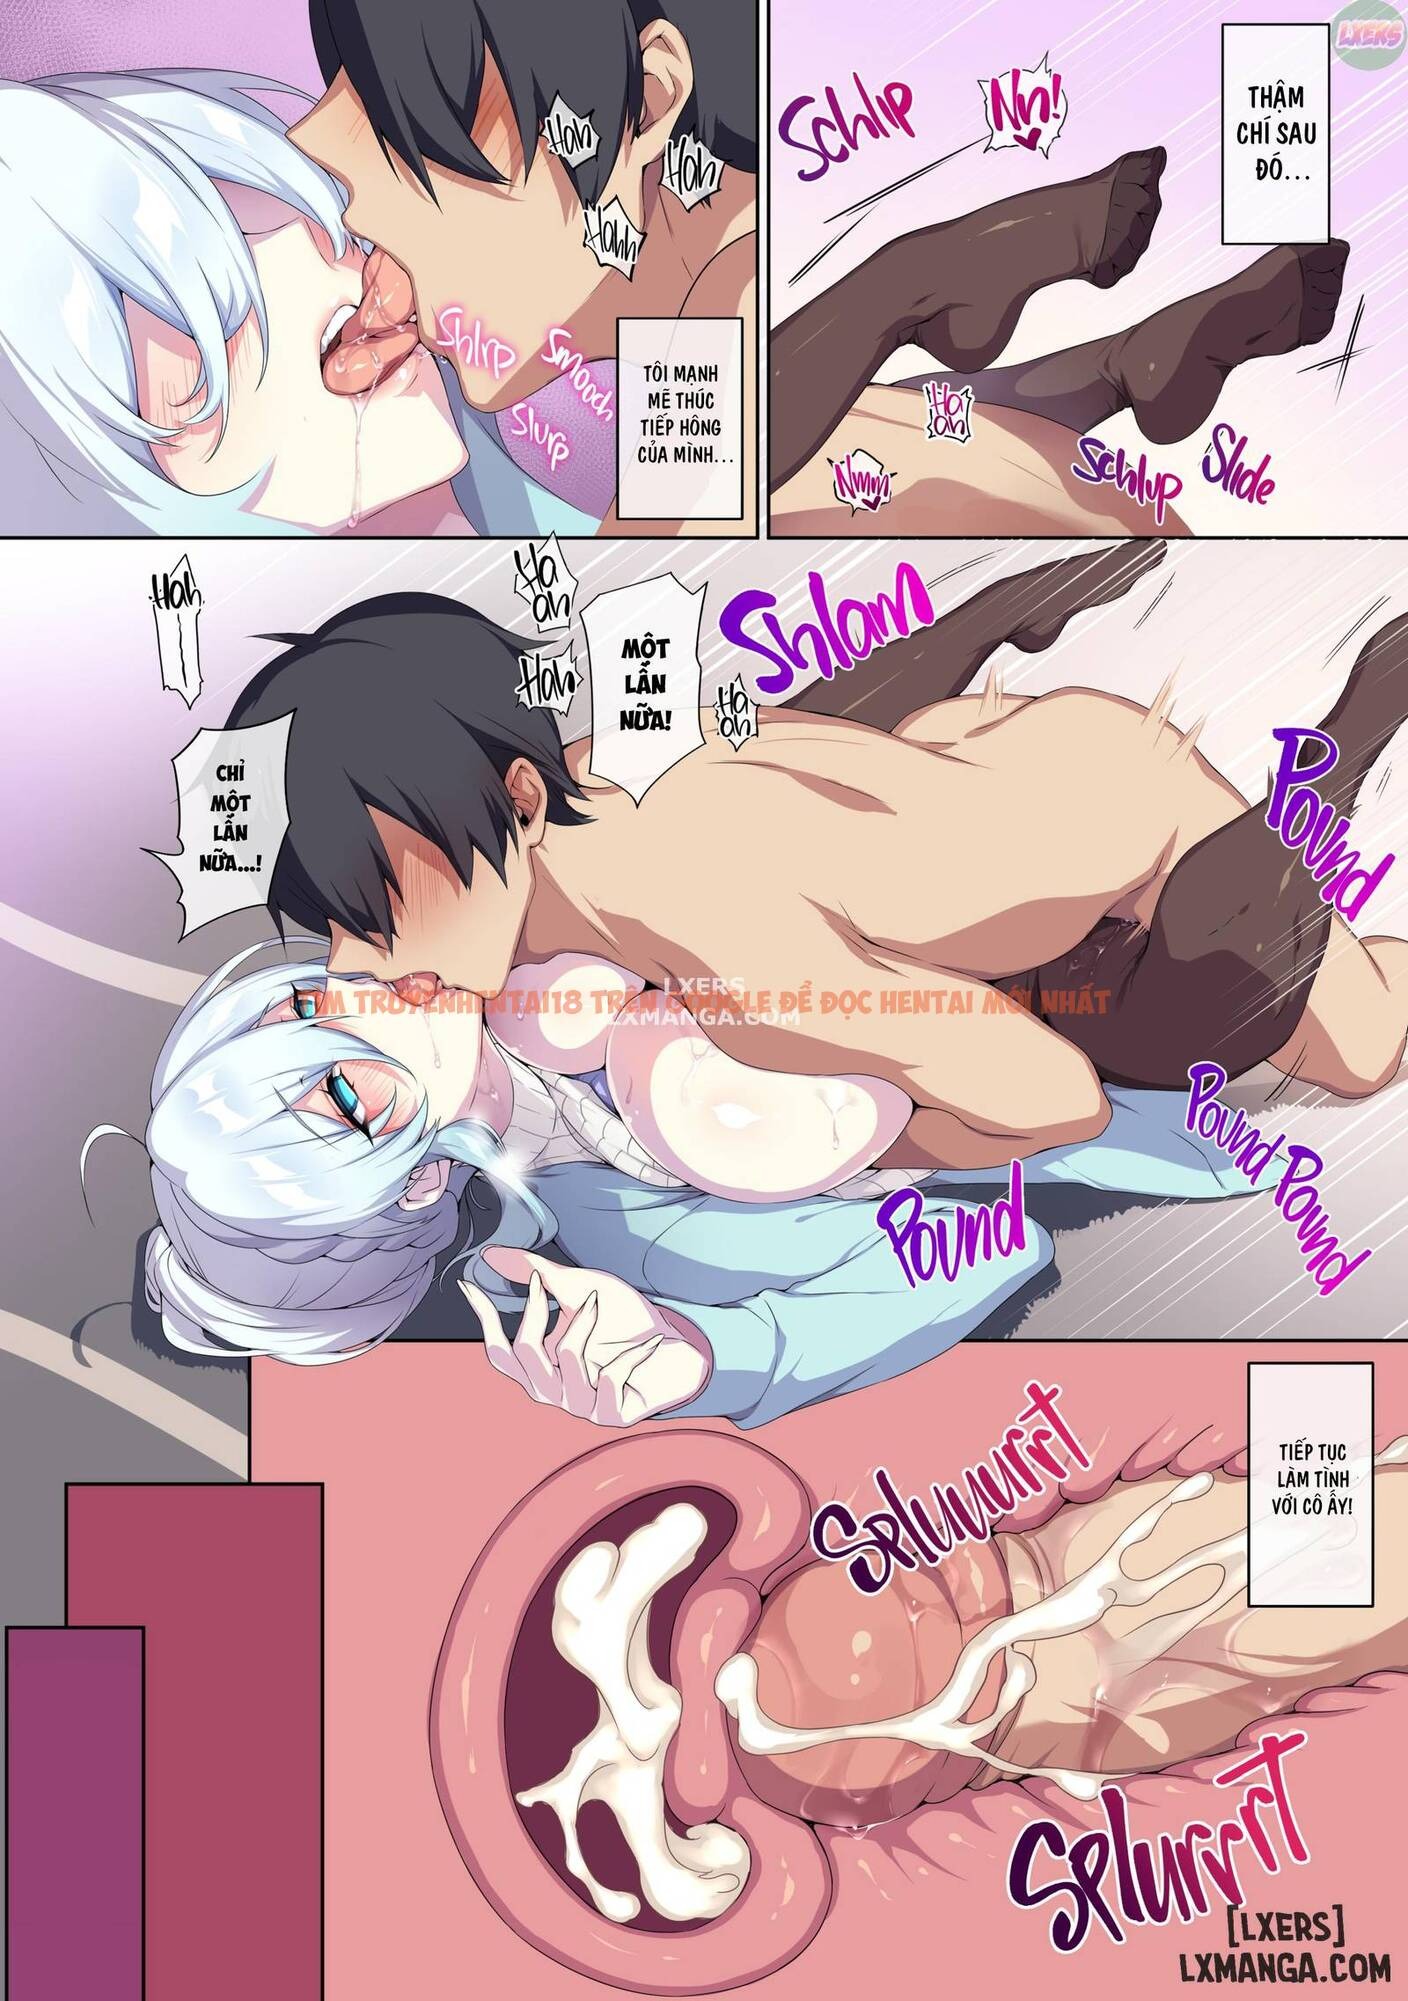 LXERS
THẬM
CHÍ SAU
ĐÓ...
Schlip
Nn!
Ha
ah
Nmm
Schlup
Slide
Hah
Hah
Hahh
Shlrp
Smooch
Slurp
TÔI MẠNH
MẼ THÚC
TIẾP HÔNG
CỦA MÌNH...
Shlam
MỘT
LẦN
NỮA!
Ha
ah
Hah
Ha
ah
Hah
CHỈ
MỘT
LẦN
NỮA...!
Pound
LXERS
TÌM TRUYENHENTAI18 TRÊN GOOGLE ĐỂ ĐỌC HENTAI MỚI NHẤT
LXMANGA.COM
Pound
Pound
Pound
TIẾP TỤC
LÀM TÌNH
VỚI CÔ ẤY!
Spluuurrt
Splurrrt
[LXERS]
LXMANGA.COM